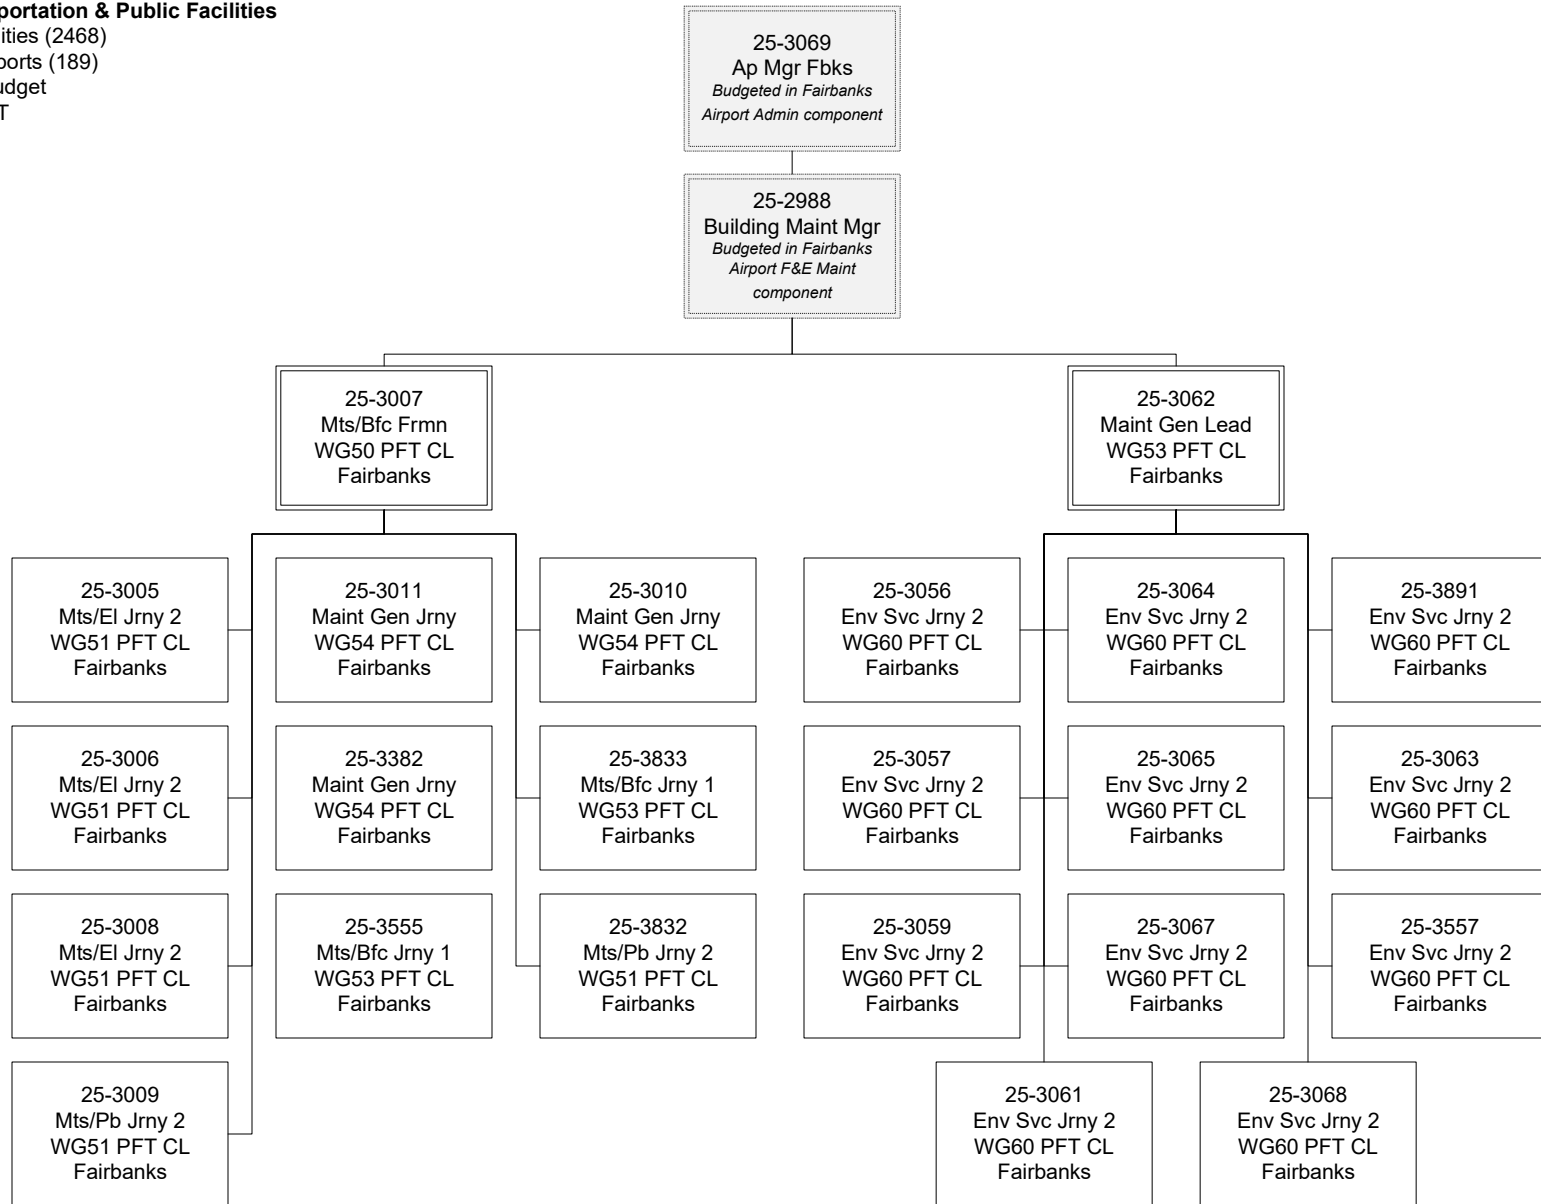 portation & Public Facilities
ities (2468)
ports (189)
udget
T
25-3069
Ap Mgr Fbks
Budgeted in Fairbanks
Airport Admin component
25-2988
Building Maint Mgr
Budgeted in Fairbanks
Airport F&E Maint
component
25-3007
Mts/Bfc Frmn
WG50 PFT CL
Fairbanks
25-3062
Maint Gen Lead
WG53 PFT CL
Fairbanks
25-3005
Mts/El Jrny 2
WG51 PFT CL
Fairbanks
25-3011
Maint Gen Jrny
WG54 PFT CL
Fairbanks
25-3010
Maint Gen Jrny
WG54 PFT CL
Fairbanks
25-3056
Env Svc Jrny 2
WG60 PFT CL
Fairbanks
25-3064
Env Svc Jrny 2
WG60 PFT CL
Fairbanks
25-3891
Env Svc Jrny 2
WG60 PFT CL
Fairbanks
25-3006
Mts/El Jrny 2
WG51 PFT CL
Fairbanks
25-3382
Maint Gen Jrny
WG54 PFT CL
Fairbanks
25-3833
Mts/Bfc Jrny 1
WG53 PFT CL
Fairbanks
25-3057
Env Svc Jrny 2
WG60 PFT CL
Fairbanks
25-3065
Env Svc Jrny 2
WG60 PFT CL
Fairbanks
25-3063
Env Svc Jrny 2
WG60 PFT CL
Fairbanks
25-3008
Mts/El Jrny 2
WG51 PFT CL
Fairbanks
25-3555
Mts/Bfc Jrny 1
WG53 PFT CL
Fairbanks
25-3832
Mts/Pb Jrny 2
WG51 PFT CL
Fairbanks
25-3059
Env Svc Jrny 2
WG60 PFT CL
Fairbanks
25-3067
Env Svc Jrny 2
WG60 PFT CL
Fairbanks
25-3557
Env Svc Jrny 2
WG60 PFT CL
Fairbanks
25-3009
Mts/Pb Jrny 2
WG51 PFT CL
Fairbanks
25-3061
Env Svc Jrny 2
WG60 PFT CL
Fairbanks
25-3068
Env Svc Jrny 2
WG60 PFT CL
Fairbanks